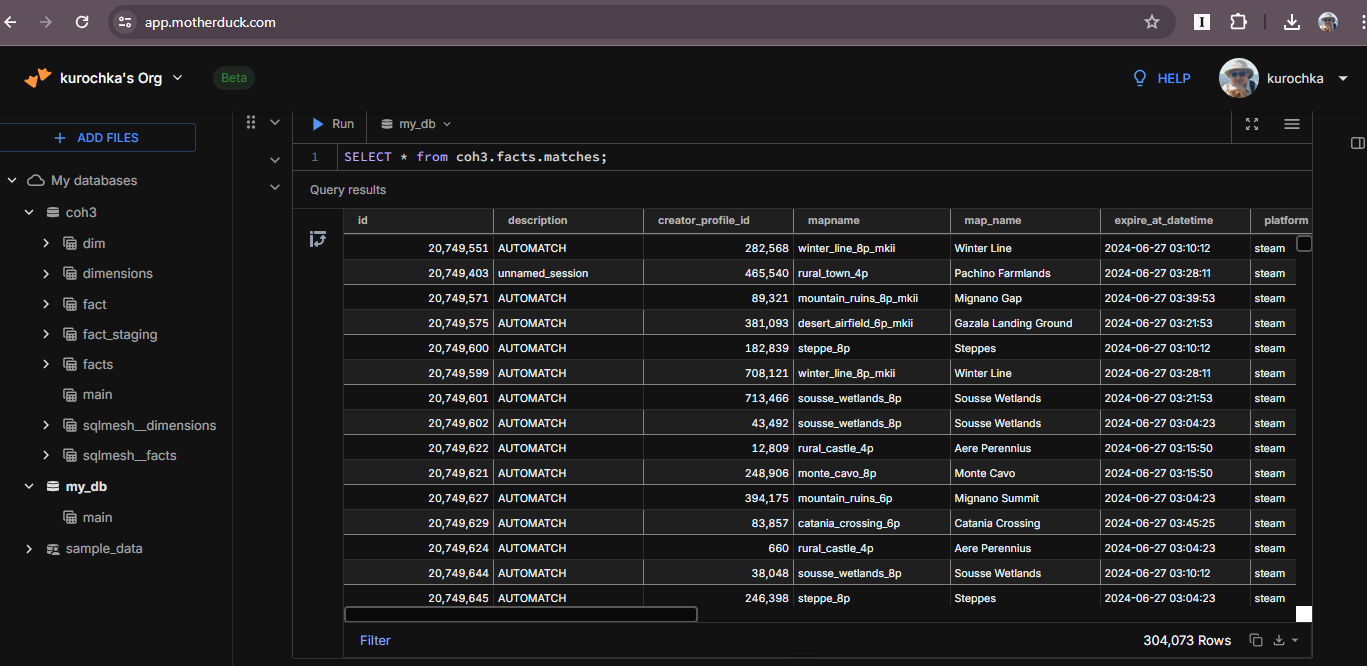 app.motherduck.com
kurochka's Org Beta HELP kurochka
ADD FILES Run my_db
1 SELECT * from coh3.facts.matches;
My databases
Query results
coh3
dim
dimensions
fact
fact_staging
facts
main
sqlmesh__dimensions
sqlmesh__facts
my_db
main
sample_data
id description creator_profile_id mapname map_name expire_at_datetime platform
20,749,551 AUTOMATCH 282,568 winter_line_8p_mkii Winter Line 2024-06-27 03:10:12 steam
20,749,403 unnamed_session 465,540 rural_town_4p Pachino Farmlands 2024-06-27 03:28:11 steam
20,749,571 AUTOMATCH 89,321 mountain_ruins_8p_mkii Mignano Gap 2024-06-27 03:39:53 steam
20,749,575 AUTOMATCH 381,093 desert_airfield_6p_mkii Gazala Landing Ground 2024-06-27 03:21:53 steam
20,749,600 AUTOMATCH 182,839 steppe_8p Steppes 2024-06-27 03:10:12 steam
20,749,599 AUTOMATCH 708,121 winter_line_8p_mkii Winter Line 2024-06-27 03:28:11 steam
20,749,601 AUTOMATCH 713,466 sousse_wetlands_8p Sousse Wetlands 2024-06-27 03:21:53 steam
20,749,602 AUTOMATCH 43,492 sousse_wetlands_8p Sousse Wetlands 2024-06-27 03:04:23 steam
20,749,622 AUTOMATCH 12,809 rural_castle_4p Aere Perennius 2024-06-27 03:15:50 steam
20,749,621 AUTOMATCH 248,906 monte_cavo_8p Monte Cavo 2024-06-27 03:15:50 steam
20,749,627 AUTOMATCH 394,175 mountain_ruins_6p Mignano Summit 2024-06-27 03:04:23 steam
20,749,629 AUTOMATCH 83,857 catania_crossing_6p Catania Crossing 2024-06-27 03:45:25 steam
20,749,624 AUTOMATCH 660 rural_castle_4p Aere Perennius 2024-06-27 03:04:23 steam
20,749,644 AUTOMATCH 38,048 sousse_wetlands_8p Sousse Wetlands 2024-06-27 03:10:12 steam
20,749,645 AUTOMATCH 246,398 steppe_8p Steppes 2024-06-27 03:04:23 steam
Filter 304,073 Rows